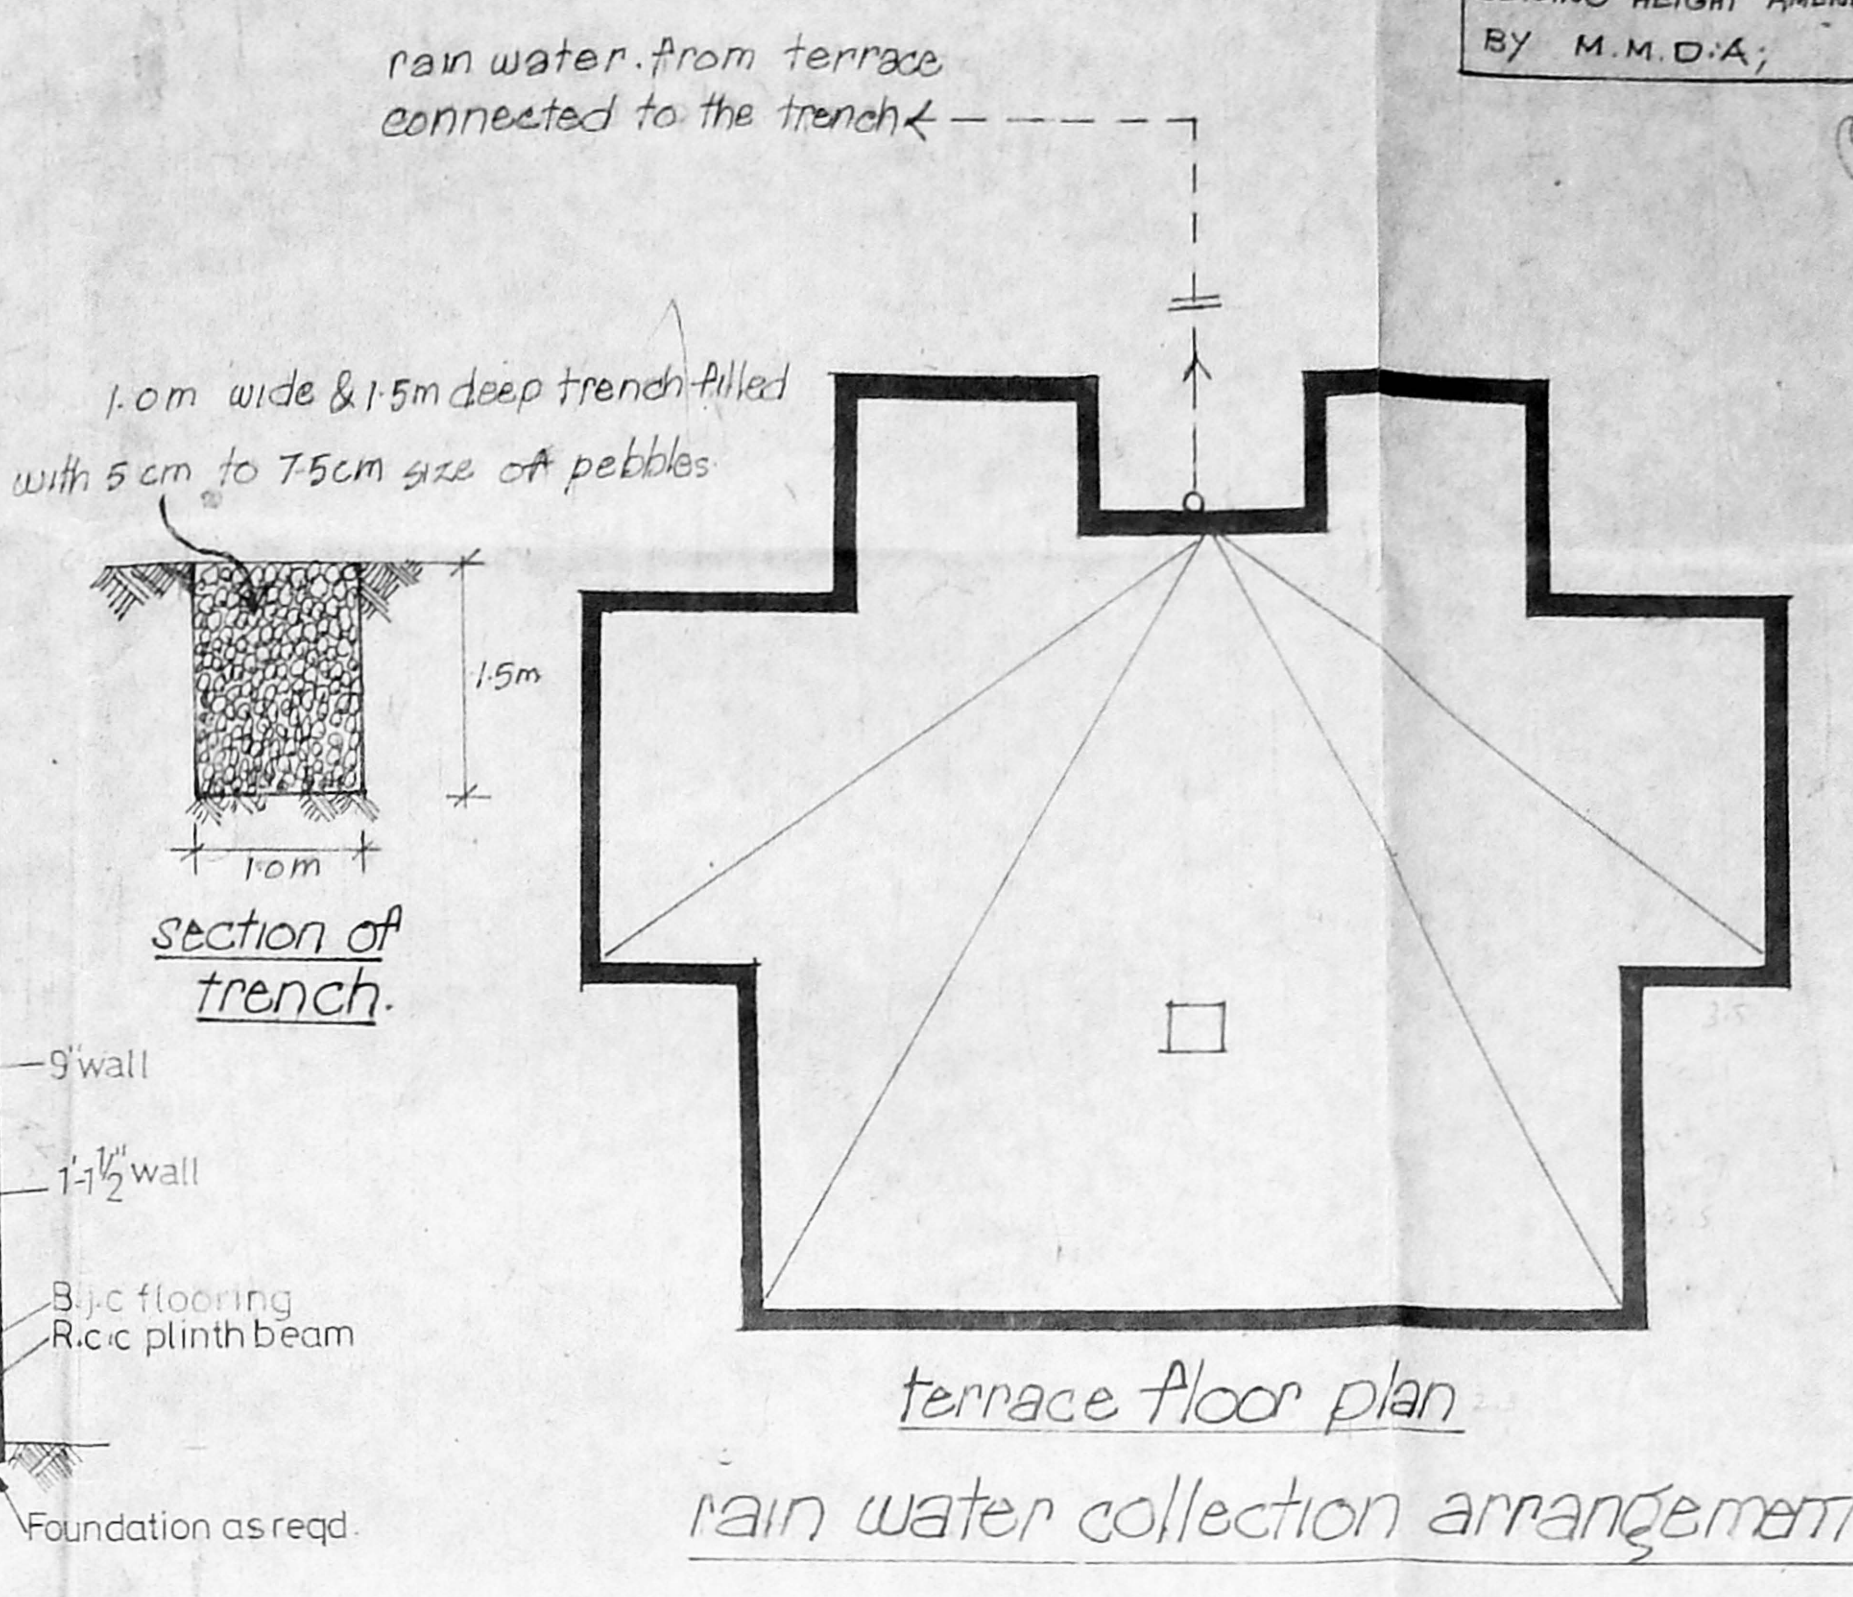 HEIGHT
BY M.M.D.A;
rain water.from terrace
connected to the trench
1.0m wide & 1.5m deep trench filled
with 5 cm to 7.5cm size of pebbles.
1.5m
1.0m
section of
trench.
9" wall
1'-1½" wall
B.j.c flooring
R.c.c plinth beam
Foundation as reqd.
terrace floor plan
rain water collection arrangement